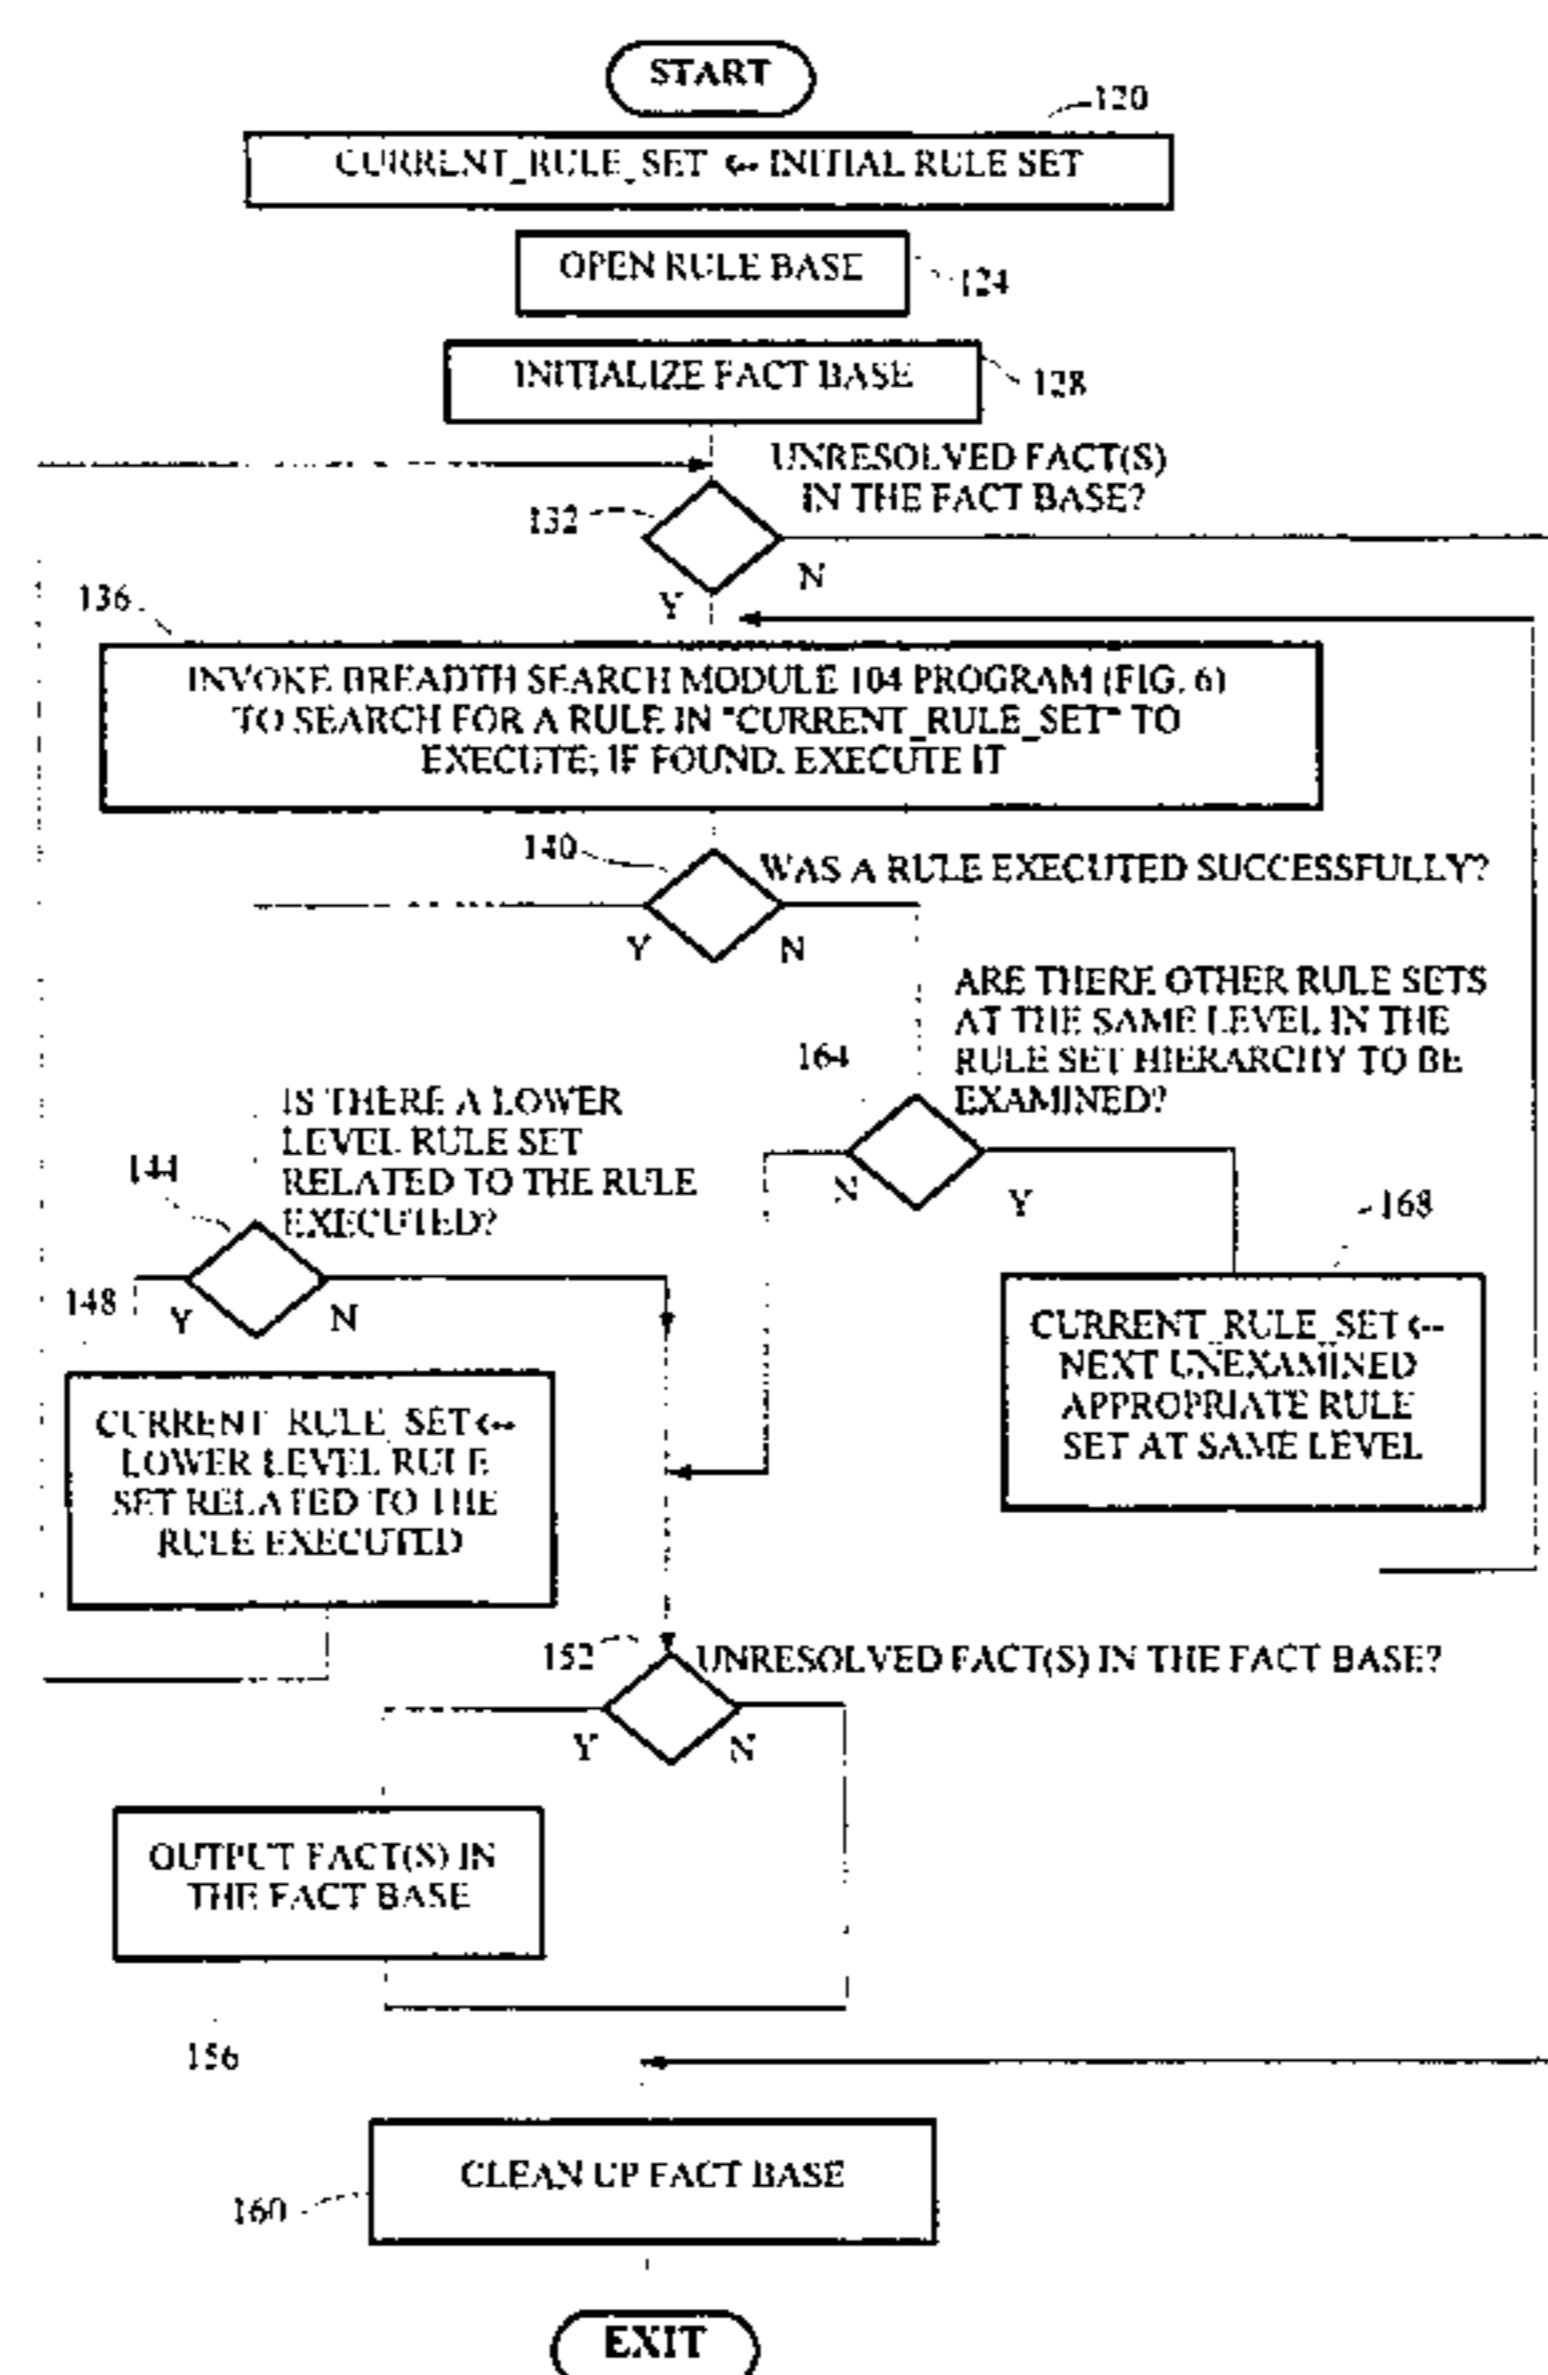 START
120
CURRENT_RULE_SET <-- INITIAL RULE SET
OPEN RULE BASE
124
INITIALIZE FACT BASE
128
UNRESOLVED FACT(S)
IN THE FACT BASE?
132
N
Y
136
INVOKE BREADTH SEARCH MODULE 104 PROGRAM (FIG. 6)
TO SEARCH FOR A RULE IN "CURRENT_RULE_SET" TO
EXECUTE; IF FOUND, EXECUTE IT
140
WAS A RULE EXECUTED SUCCESSFULLY?
Y
N
ARE THERE OTHER RULE SETS
AT THE SAME LEVEL IN THE
RULE SET HIERARCHY TO BE
EXAMINED?
164
N
Y
IS THERE A LOWER
LEVEL RULE SET
RELATED TO THE RULE
EXECUTED?
144
Y
N
148
168
CURRENT_RULE_SET <--
NEXT UNEXAMINED
APPROPRIATE RULE
SET AT SAME LEVEL
CURRENT_RULE_SET <--
LOWER LEVEL RULE
SET RELATED TO THE
RULE EXECUTED
152
UNRESOLVED FACT(S) IN THE FACT BASE?
Y
N
OUTPUT FACT(S) IN
THE FACT BASE
156
CLEAN UP FACT BASE
160
EXIT